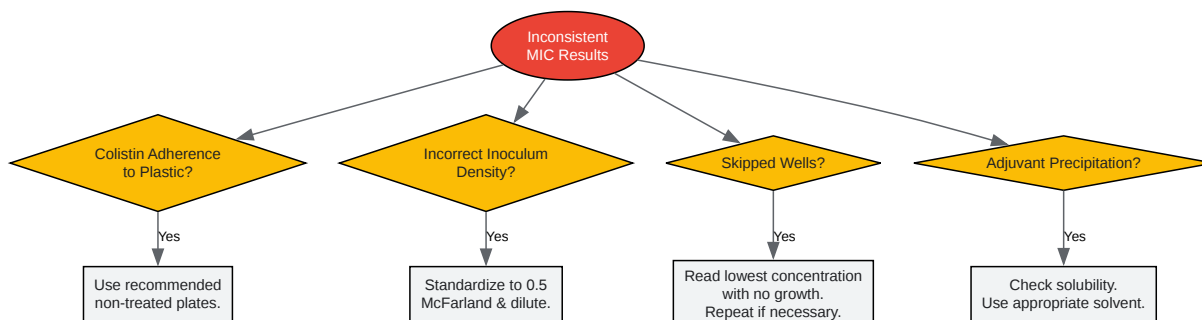 Inconsistent
MIC Results
Colistin Adherence
to Plastic?
Incorrect Inoculum
Density?
Skipped Wells?
Adjuvant Precipitation?
Yes
Yes
Yes
Yes
Use recommended
non-treated plates.
Standardize to 0.5
McFarland & dilute.
Read lowest concentration
with no growth.
Repeat if necessary.
Check solubility.
Use appropriate solvent.